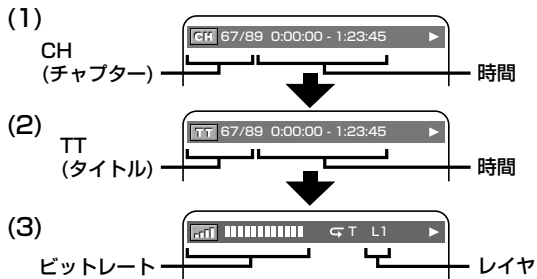 (1)
CH 67/89 0:00:00 - 1:23:45
CH
(チャプター)
時間
(2)
TT 67/89 0:00:00 - 1:23:45
TT
(タイトル)
時間
(3)
T L1
ビットレート
レイヤ